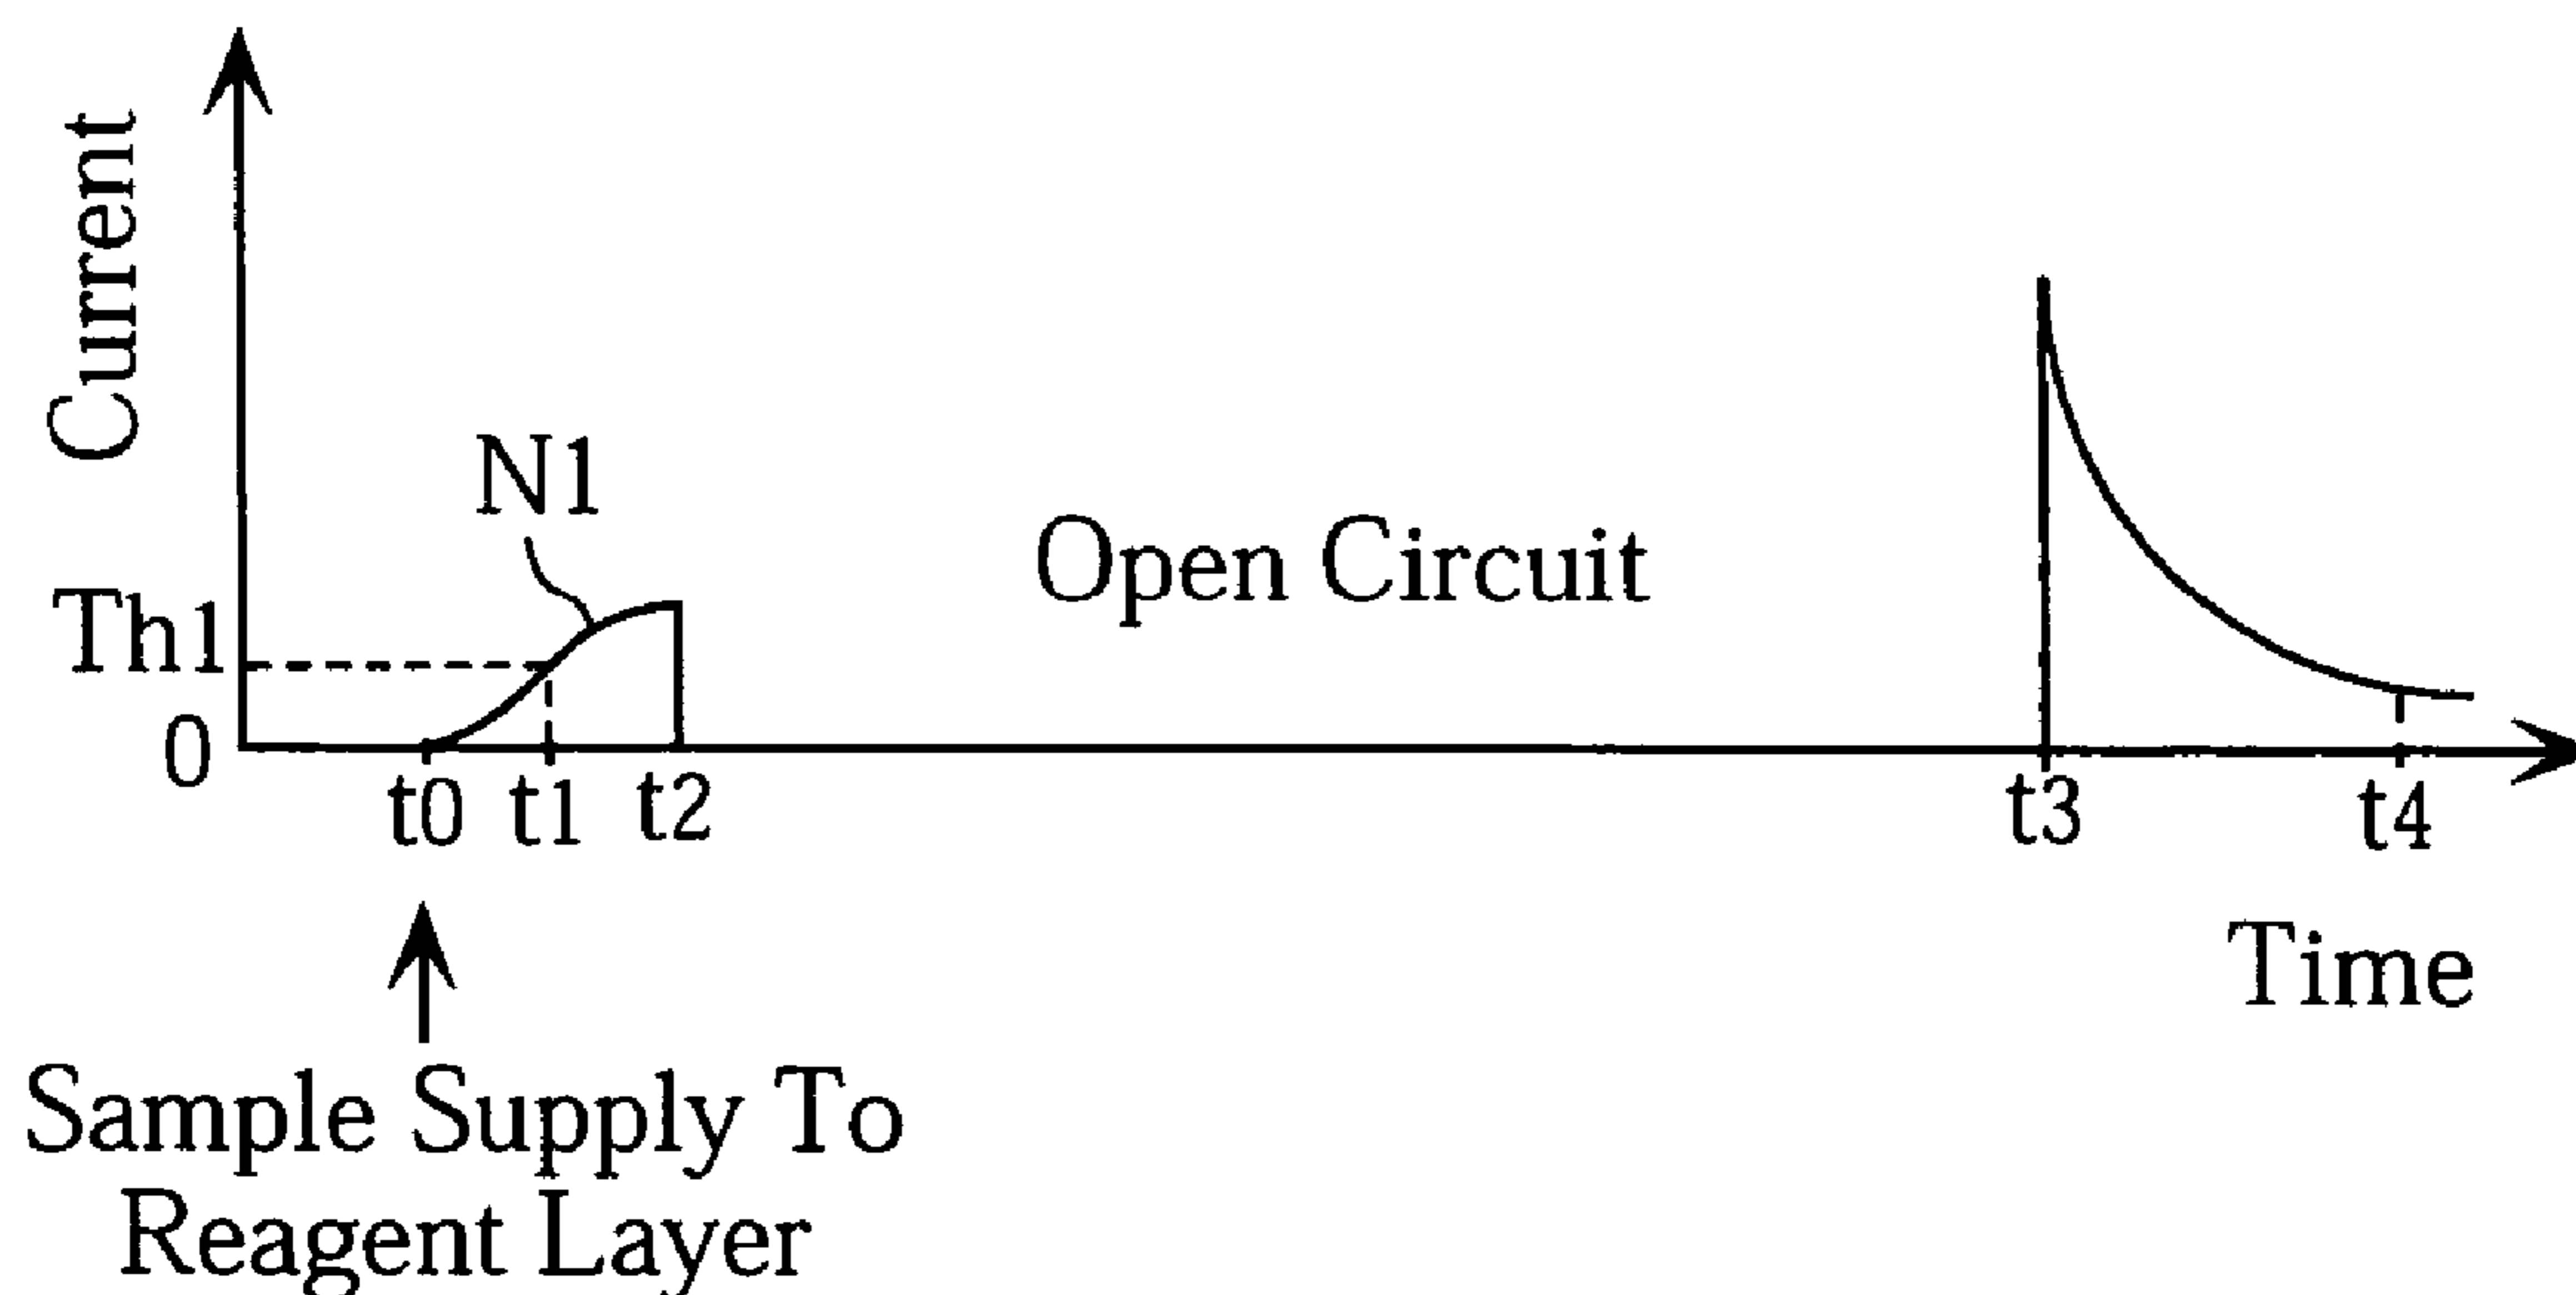 Current
N1
Open Circuit
Th1
0
t0 t1 t2 t3 t4
Time
Sample Supply To
Reagent Layer